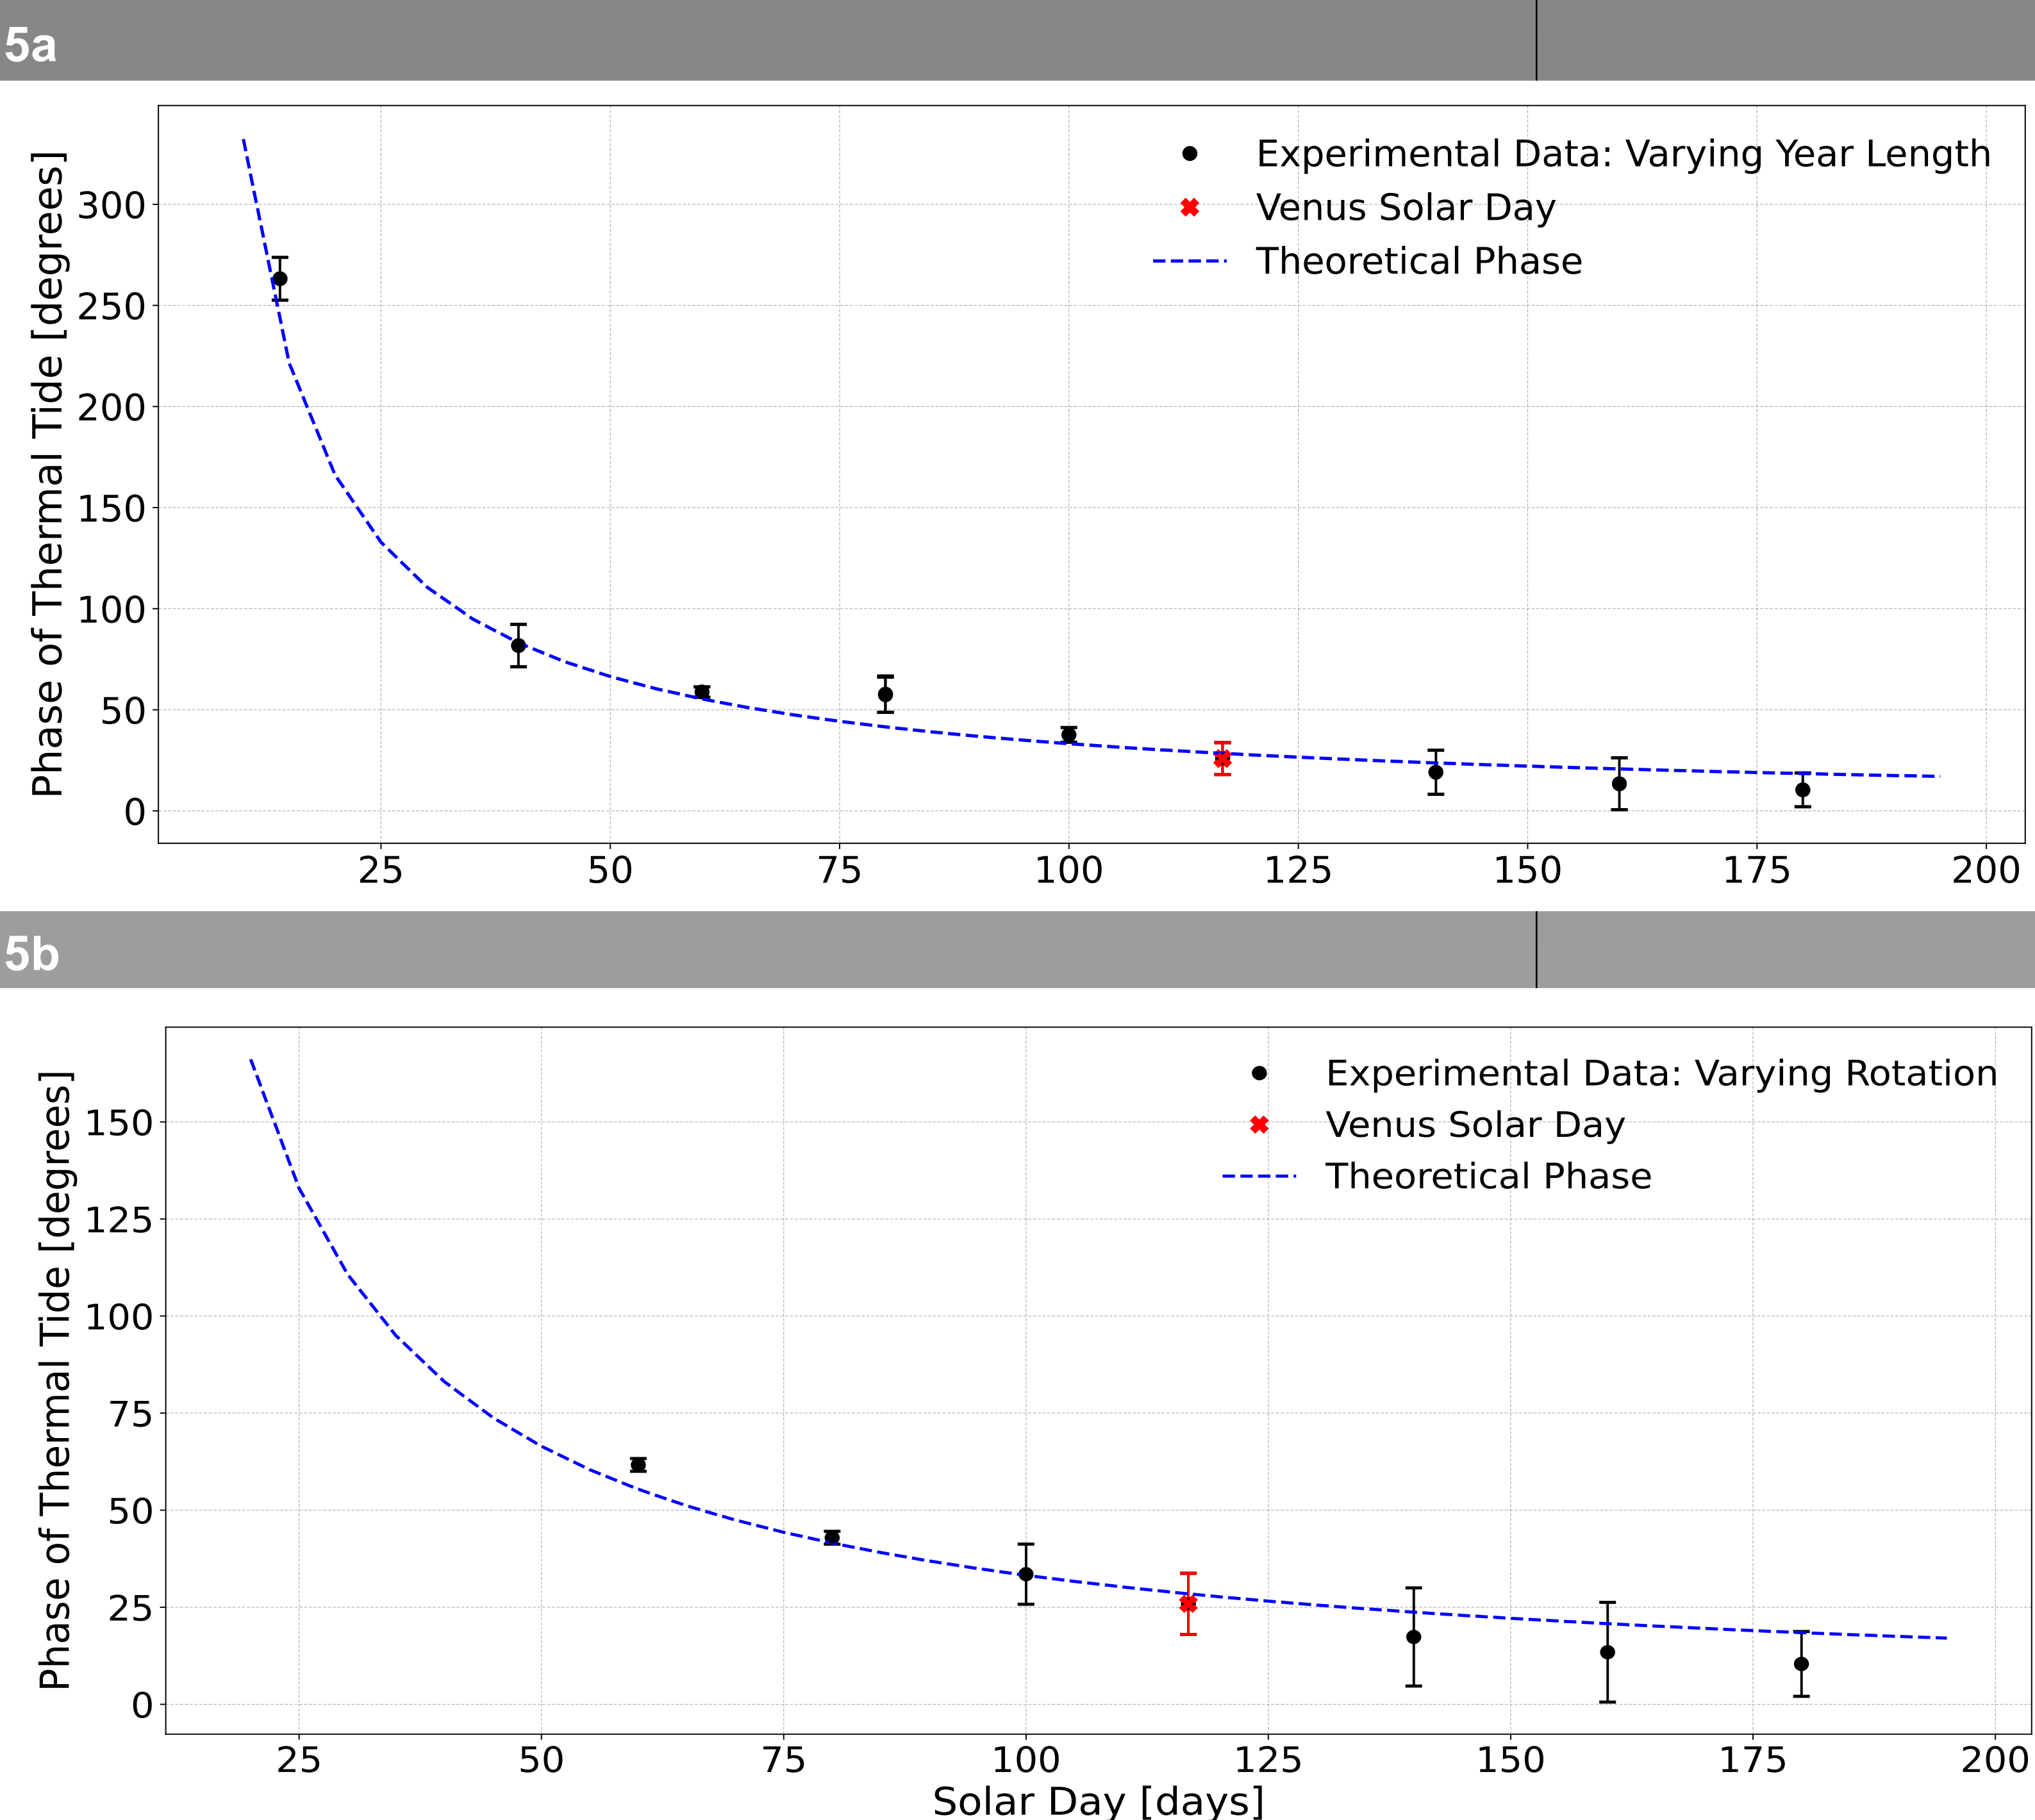 5a
Phase of Thermal Tide [degrees]
300
250
200
150
100
50
0
Experimental Data: Varying Year Length
Venus Solar Day
Theoretical Phase
25 50 75 100 125 150 175 200
5b
Phase of Thermal Tide [degrees]
150
125
100
75
50
25
0
Experimental Data: Varying Rotation
Venus Solar Day
Theoretical Phase
25 50 75 100 125 150 175 200
Solar Day [days]